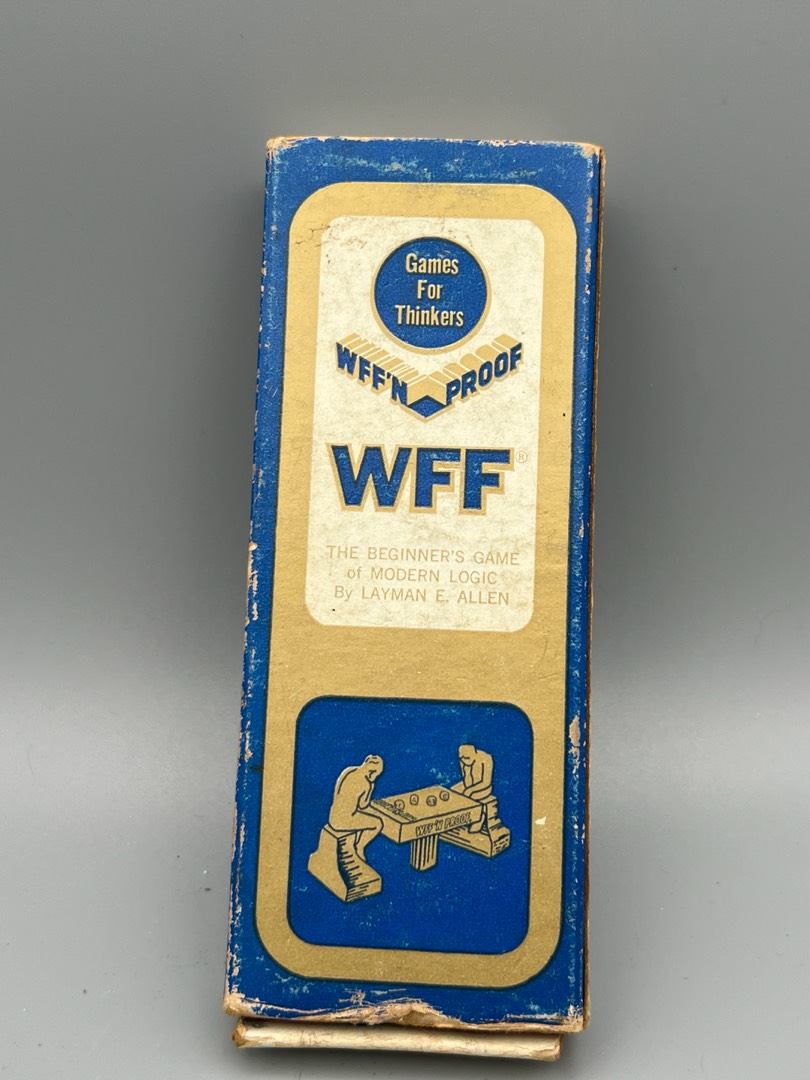 Games
For
Thinkers
WFF'N PROOF
WFF®
THE BEGINNER'S GAME
of MODERN LOGIC
By LAYMAN E. ALLEN
WFF'N PROOF